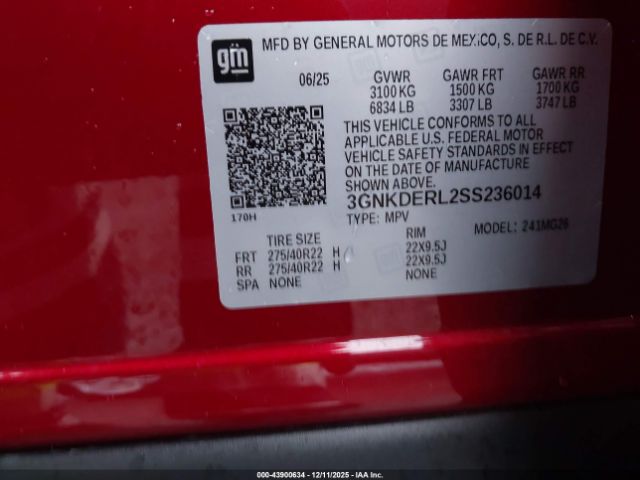 gm
MFD BY GENERAL MOTORS DE MEXICO, S. DE R.L. DE C.V.
06/25 GVWR GAWR FRT GAWR RR
3100 KG 1500 KG 1700 KG
6834 LB 3307 LB 3747 LB
THIS VEHICLE CONFORMS TO ALL
APPLICABLE U.S. FEDERAL MOTOR
VEHICLE SAFETY STANDARDS IN EFFECT
ON THE DATE OF MANUFACTURE
SHOWN ABOVE.
170H
3GNKDERL2SS236014
TYPE: MPV MODEL: 241MG26
TIRE SIZE RIM
FRT 275/40R22 H 22X9.5J
RR 275/40R22 H 22X9.5J
SPA NONE NONE
000-43900634 - 12/11/2025 - IAA Inc.